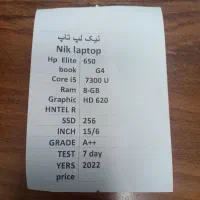 نیک لپ تاپ
Nik laptop
Hp Elite 650
book G4
Core i5 7300 U
Ram 8-GB
Graphic HD 620
HNTEL R
SSD 256
INCH 15/6
GRADE A++
TEST 7 day
YERS 2022
price